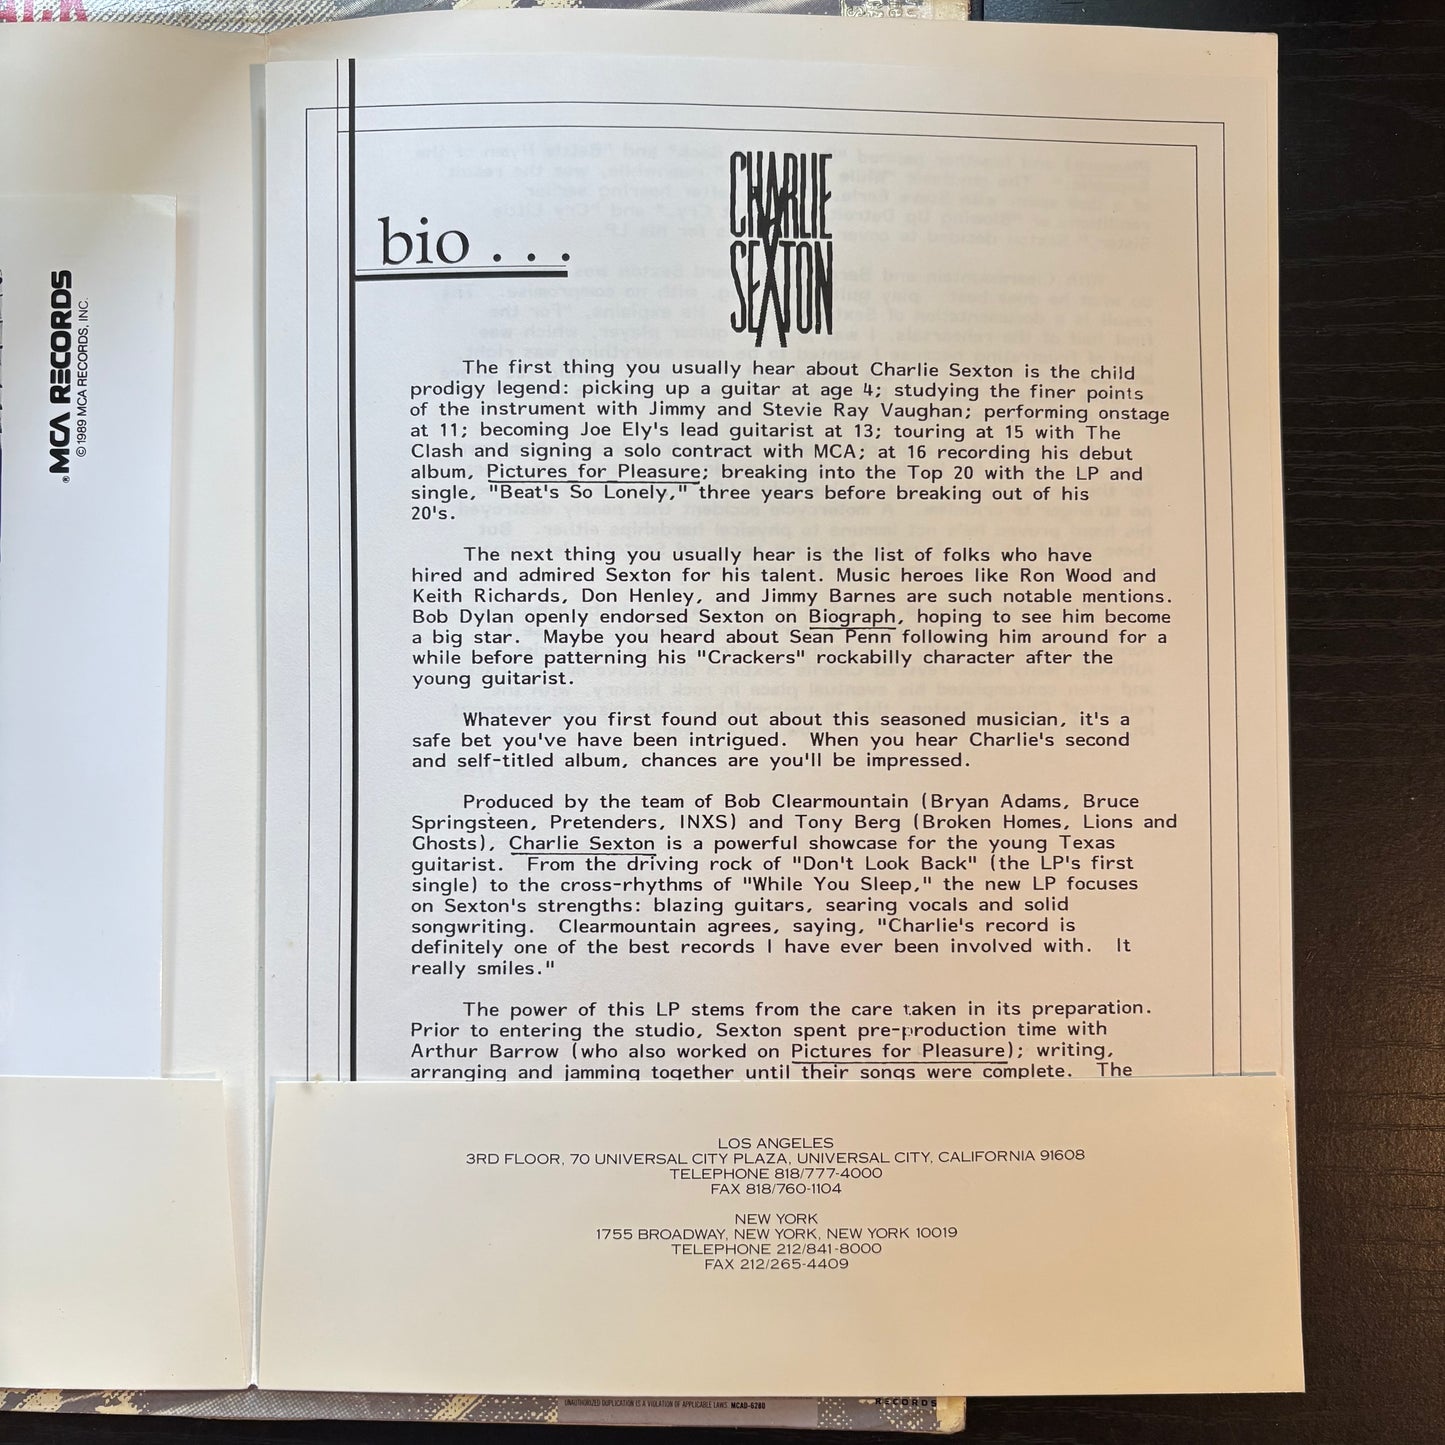 MCA RECORDS
© 1989 MCA RECORDS, INC.
bio . . .
CHARLIE
SEXTON
The first thing you usually hear about Charlie Sexton is the child
prodigy legend: picking up a guitar at age 4; studying the finer points
of the instrument with Jimmy and Stevie Ray Vaughan; performing onstage
at 11; becoming Joe Ely's lead guitarist at 13; touring at 15 with The
Clash and signing a solo contract with MCA; at 16 recording his debut
album, Pictures for Pleasure; breaking into the Top 20 with the LP and
single, "Beat's So Lonely," three years before breaking out of his
20's.
The next thing you usually hear is the list of folks who have
hired and admired Sexton for his talent. Music heroes like Ron Wood and
Keith Richards, Don Henley, and Jimmy Barnes are such notable mentions.
Bob Dylan openly endorsed Sexton on Biograph, hoping to see him become
a big star. Maybe you heard about Sean Penn following him around for a
while before patterning his "Crackers" rockabilly character after the
young guitarist.
Whatever you first found out about this seasoned musician, it's a
safe bet you've have been intrigued. When you hear Charlie's second
and self-titled album, chances are you'll be impressed.
Produced by the team of Bob Clearmountain (Bryan Adams, Bruce
Springsteen, Pretenders, INXS) and Tony Berg (Broken Homes, Lions and
Ghosts), Charlie Sexton is a powerful showcase for the young Texas
guitarist. From the driving rock of "Don't Look Back" (the LP's first
single) to the cross-rhythms of "While You Sleep," the new LP focuses
on Sexton's strengths: blazing guitars, searing vocals and solid
songwriting. Clearmountain agrees, saying, "Charlie's record is
definitely one of the best records I have ever been involved with. It
really smiles."
The power of this LP stems from the care taken in its preparation.
Prior to entering the studio, Sexton spent pre-production time with
Arthur Barrow (who also worked on Pictures for Pleasure); writing,
arranging and jamming together until their songs were complete. The
LOS ANGELES
3RD FLOOR, 70 UNIVERSAL CITY PLAZA, UNIVERSAL CITY, CALIFORNIA 91608
TELEPHONE 818/777-4000
FAX 818/760-1104
NEW YORK
1755 BROADWAY, NEW YORK, NEW YORK 10019
TELEPHONE 212/841-8000
FAX 212/265-4409
UNAUTHORIZED DUPLICATION IS A VIOLATION OF APPLICABLE LAWS. MCAD-6280
RECORDS